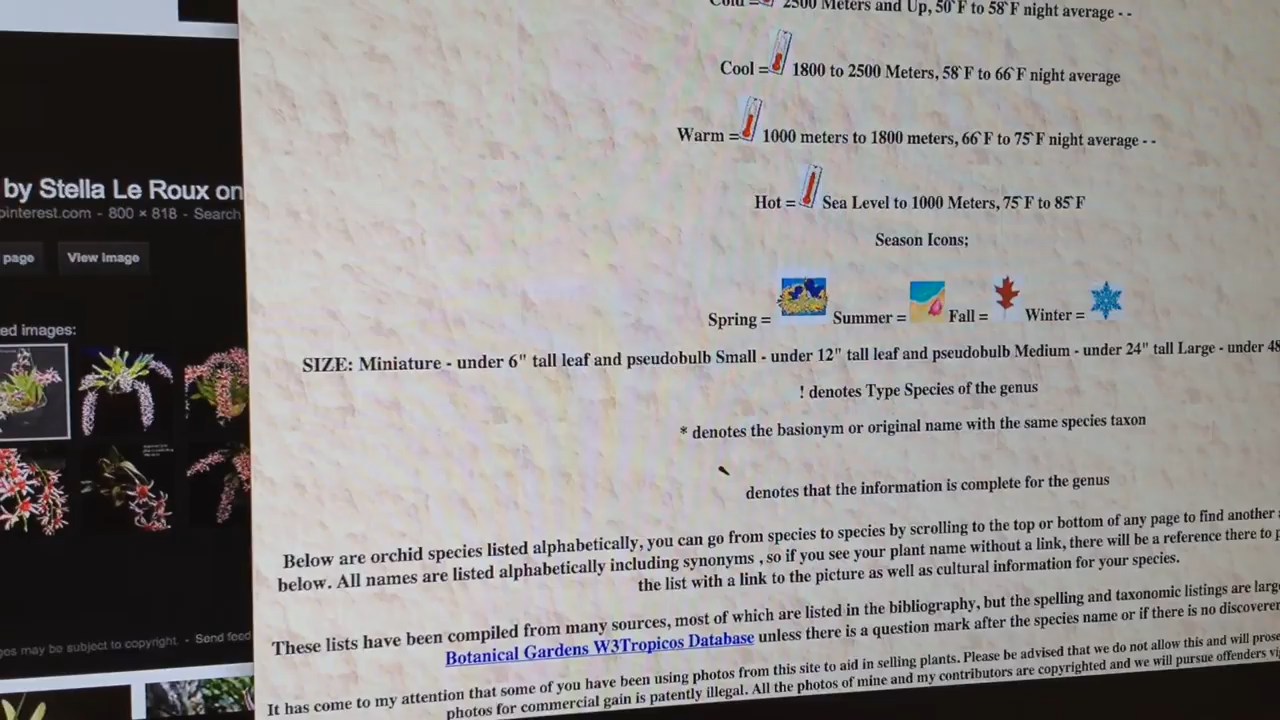 Cold = 2500 Meters and Up, 50°F to 58°F night average - -
Cool = 1800 to 2500 Meters, 58°F to 66°F night average
Warm = 1000 meters to 1800 meters, 66°F to 75°F night average - -
Hot = Sea Level to 1000 Meters, 75°F to 85°F
Season Icons;
Spring = Summer = Fall = Winter =
SIZE: Miniature - under 6" tall leaf and pseudobulb Small - under 12" tall leaf and pseudobulb Medium - under 24" tall Large - under 48
! denotes Type Species of the genus
* denotes the basionym or original name with the same species taxon
denotes that the information is complete for the genus
Below are orchid species listed alphabetically, you can go from species to species by scrolling to the top or bottom of any page to find another
below. All names are listed alphabetically including synonyms , so if you see your plant name without a link, there will be a reference there to
the list with a link to the picture as well as cultural information for your species.
These lists have been compiled from many sources, most of which are listed in the bibliography, but the spelling and taxonomic listings are
Botanical Gardens W3Tropicos Database unless there is a question mark after the species name or if there is no
It has come to my attention that some of you have been using photos from this site to aid in selling plants. Please be advised that we do not allow this and will
photos for commercial gain is patently illegal. All the photos of mine and my contributors are copyrighted and we will pursue offenders
by Stella Le Roux on
pinterest.com - 800 × 818 - Search
page View image
ed images:
ges may be subject to copyright. - Send feed